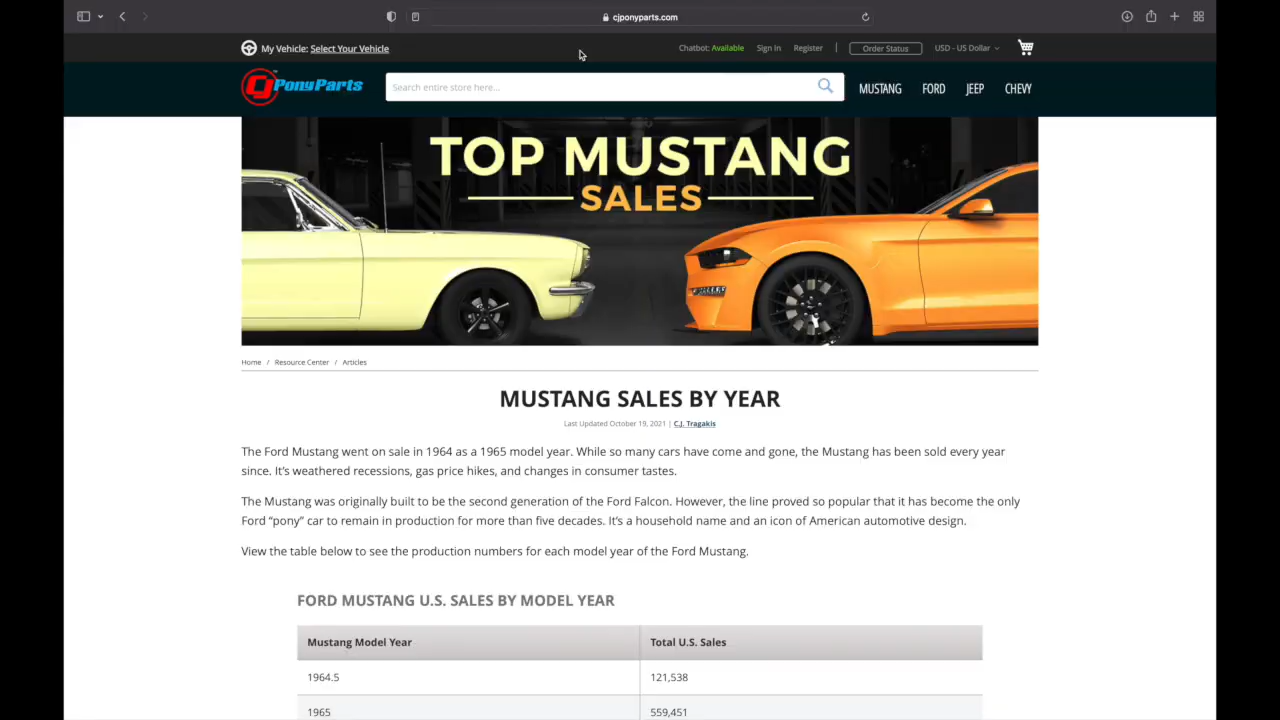 cjponyparts.com
My Vehicle: Select Your Vehicle
Chatbot: Available
Sign In
Register
Order Status
USD - US Dollar
CJ PonyParts
Search entire store here...
MUSTANG
FORD
JEEP
CHEVY
TOP MUSTANG
SALES
Home / Resource Center / Articles
MUSTANG SALES BY YEAR
Last Updated October 19, 2021 | C.J. Tragakis
The Ford Mustang went on sale in 1964 as a 1965 model year. While so many cars have come and gone, the Mustang has been sold every year
since. It's weathered recessions, gas price hikes, and changes in consumer tastes.
The Mustang was originally built to be the second generation of the Ford Falcon. However, the line proved so popular that it has become the only
Ford “pony” car to remain in production for more than five decades. It's a household name and an icon of American automotive design.
View the table below to see the production numbers for each model year of the Ford Mustang.
FORD MUSTANG U.S. SALES BY MODEL YEAR
Mustang Model Year
Total U.S. Sales
1964.5
121,538
1965
559,451